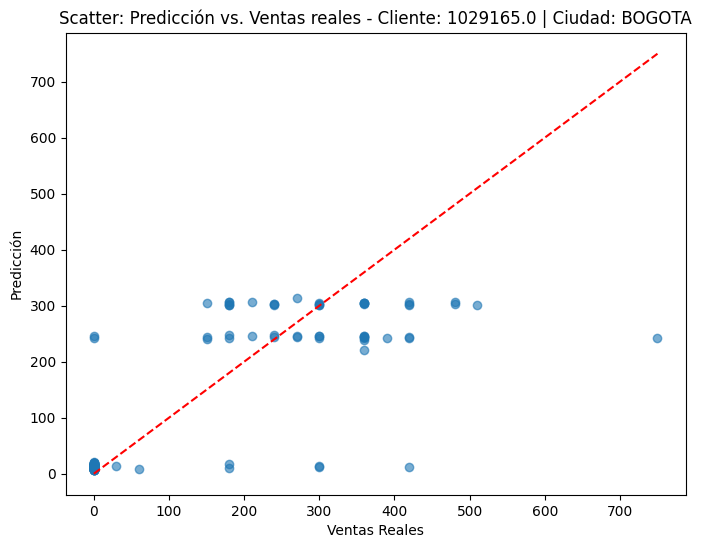 Scatter: Predicción vs. Ventas reales - Cliente: 1029165.0 | Ciudad: BOGOTA
700
600
500
400
300
200
100
0
Predicción
0 100 200 300 400 500 600 700
Ventas Reales